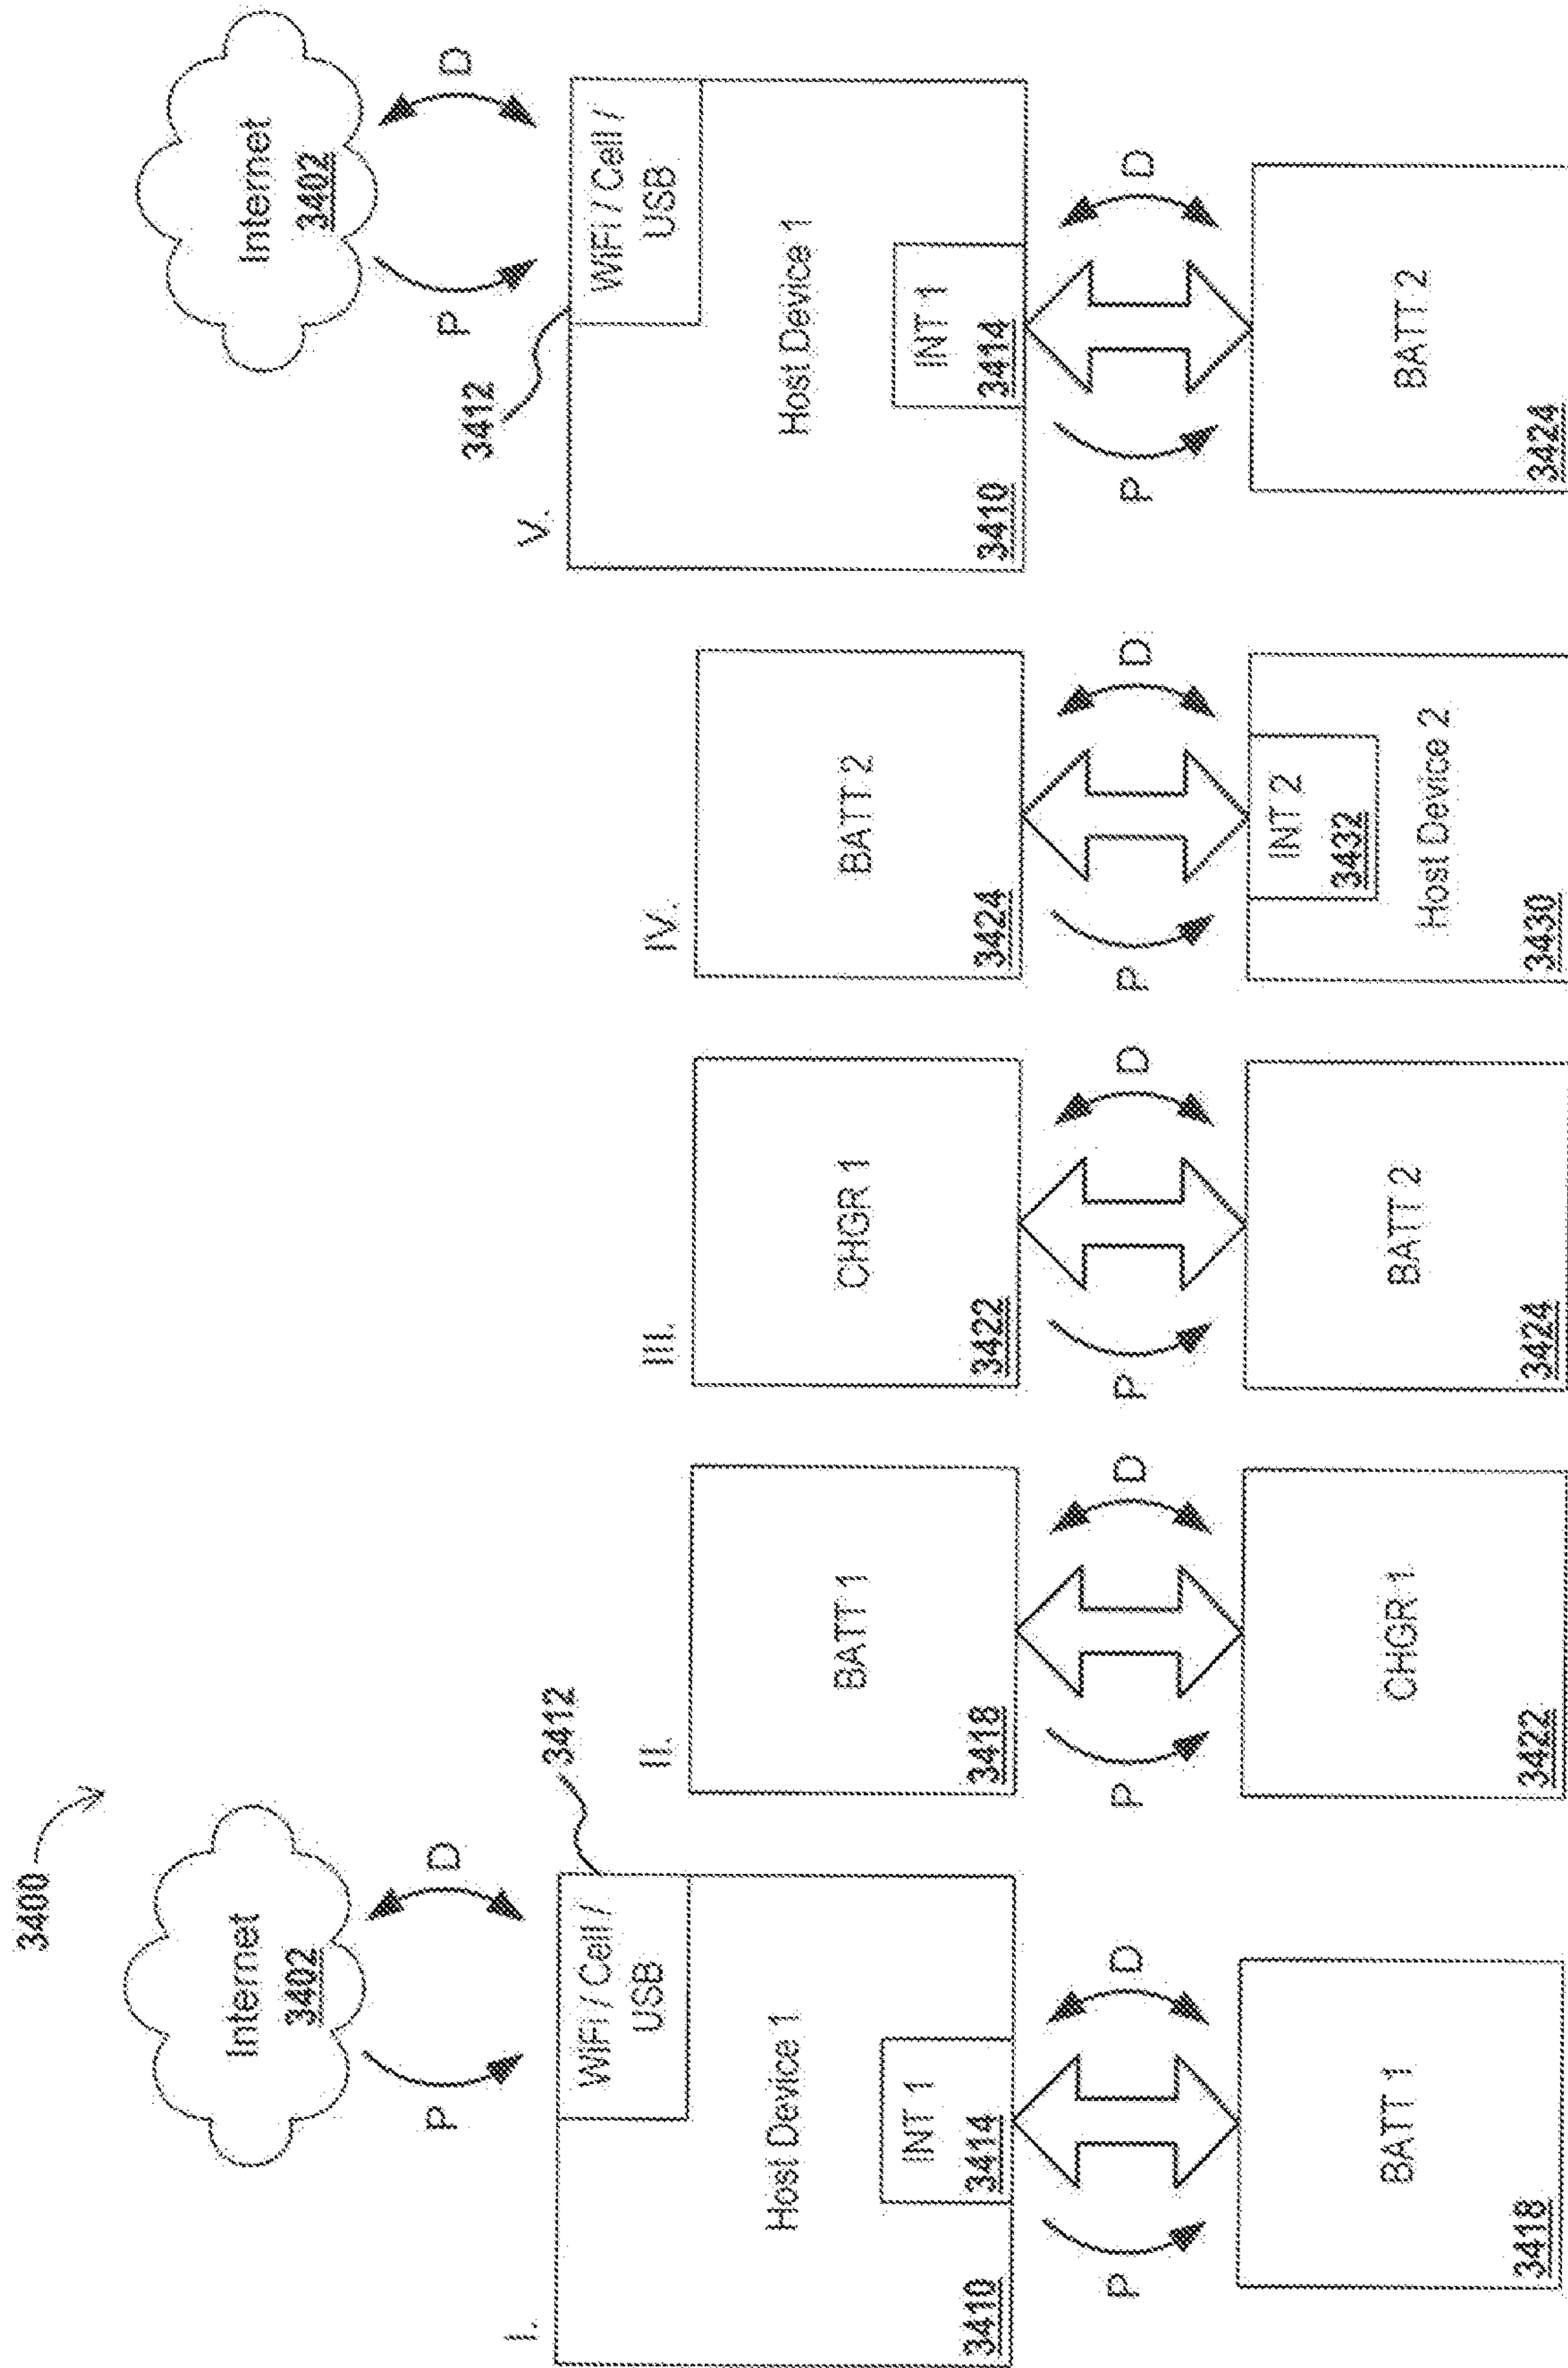 3400
I.
Internet
3402
P
D
3412
WiFi / Cell /
USB
Host Device 1
INT 1
3414
3410
P
D
BATT 1
3418
II.
BATT 1
3418
P
D
CHGR 1
3422
III.
CHGR 1
3422
P
D
BATT 2
3424
IV.
BATT 2
3424
P
D
INT 2
3432
Host Device 2
3430
V.
Internet
3402
P
D
3412
WiFi / Cell /
USB
Host Device 1
INT 1
3414
3410
P
D
BATT 2
3424